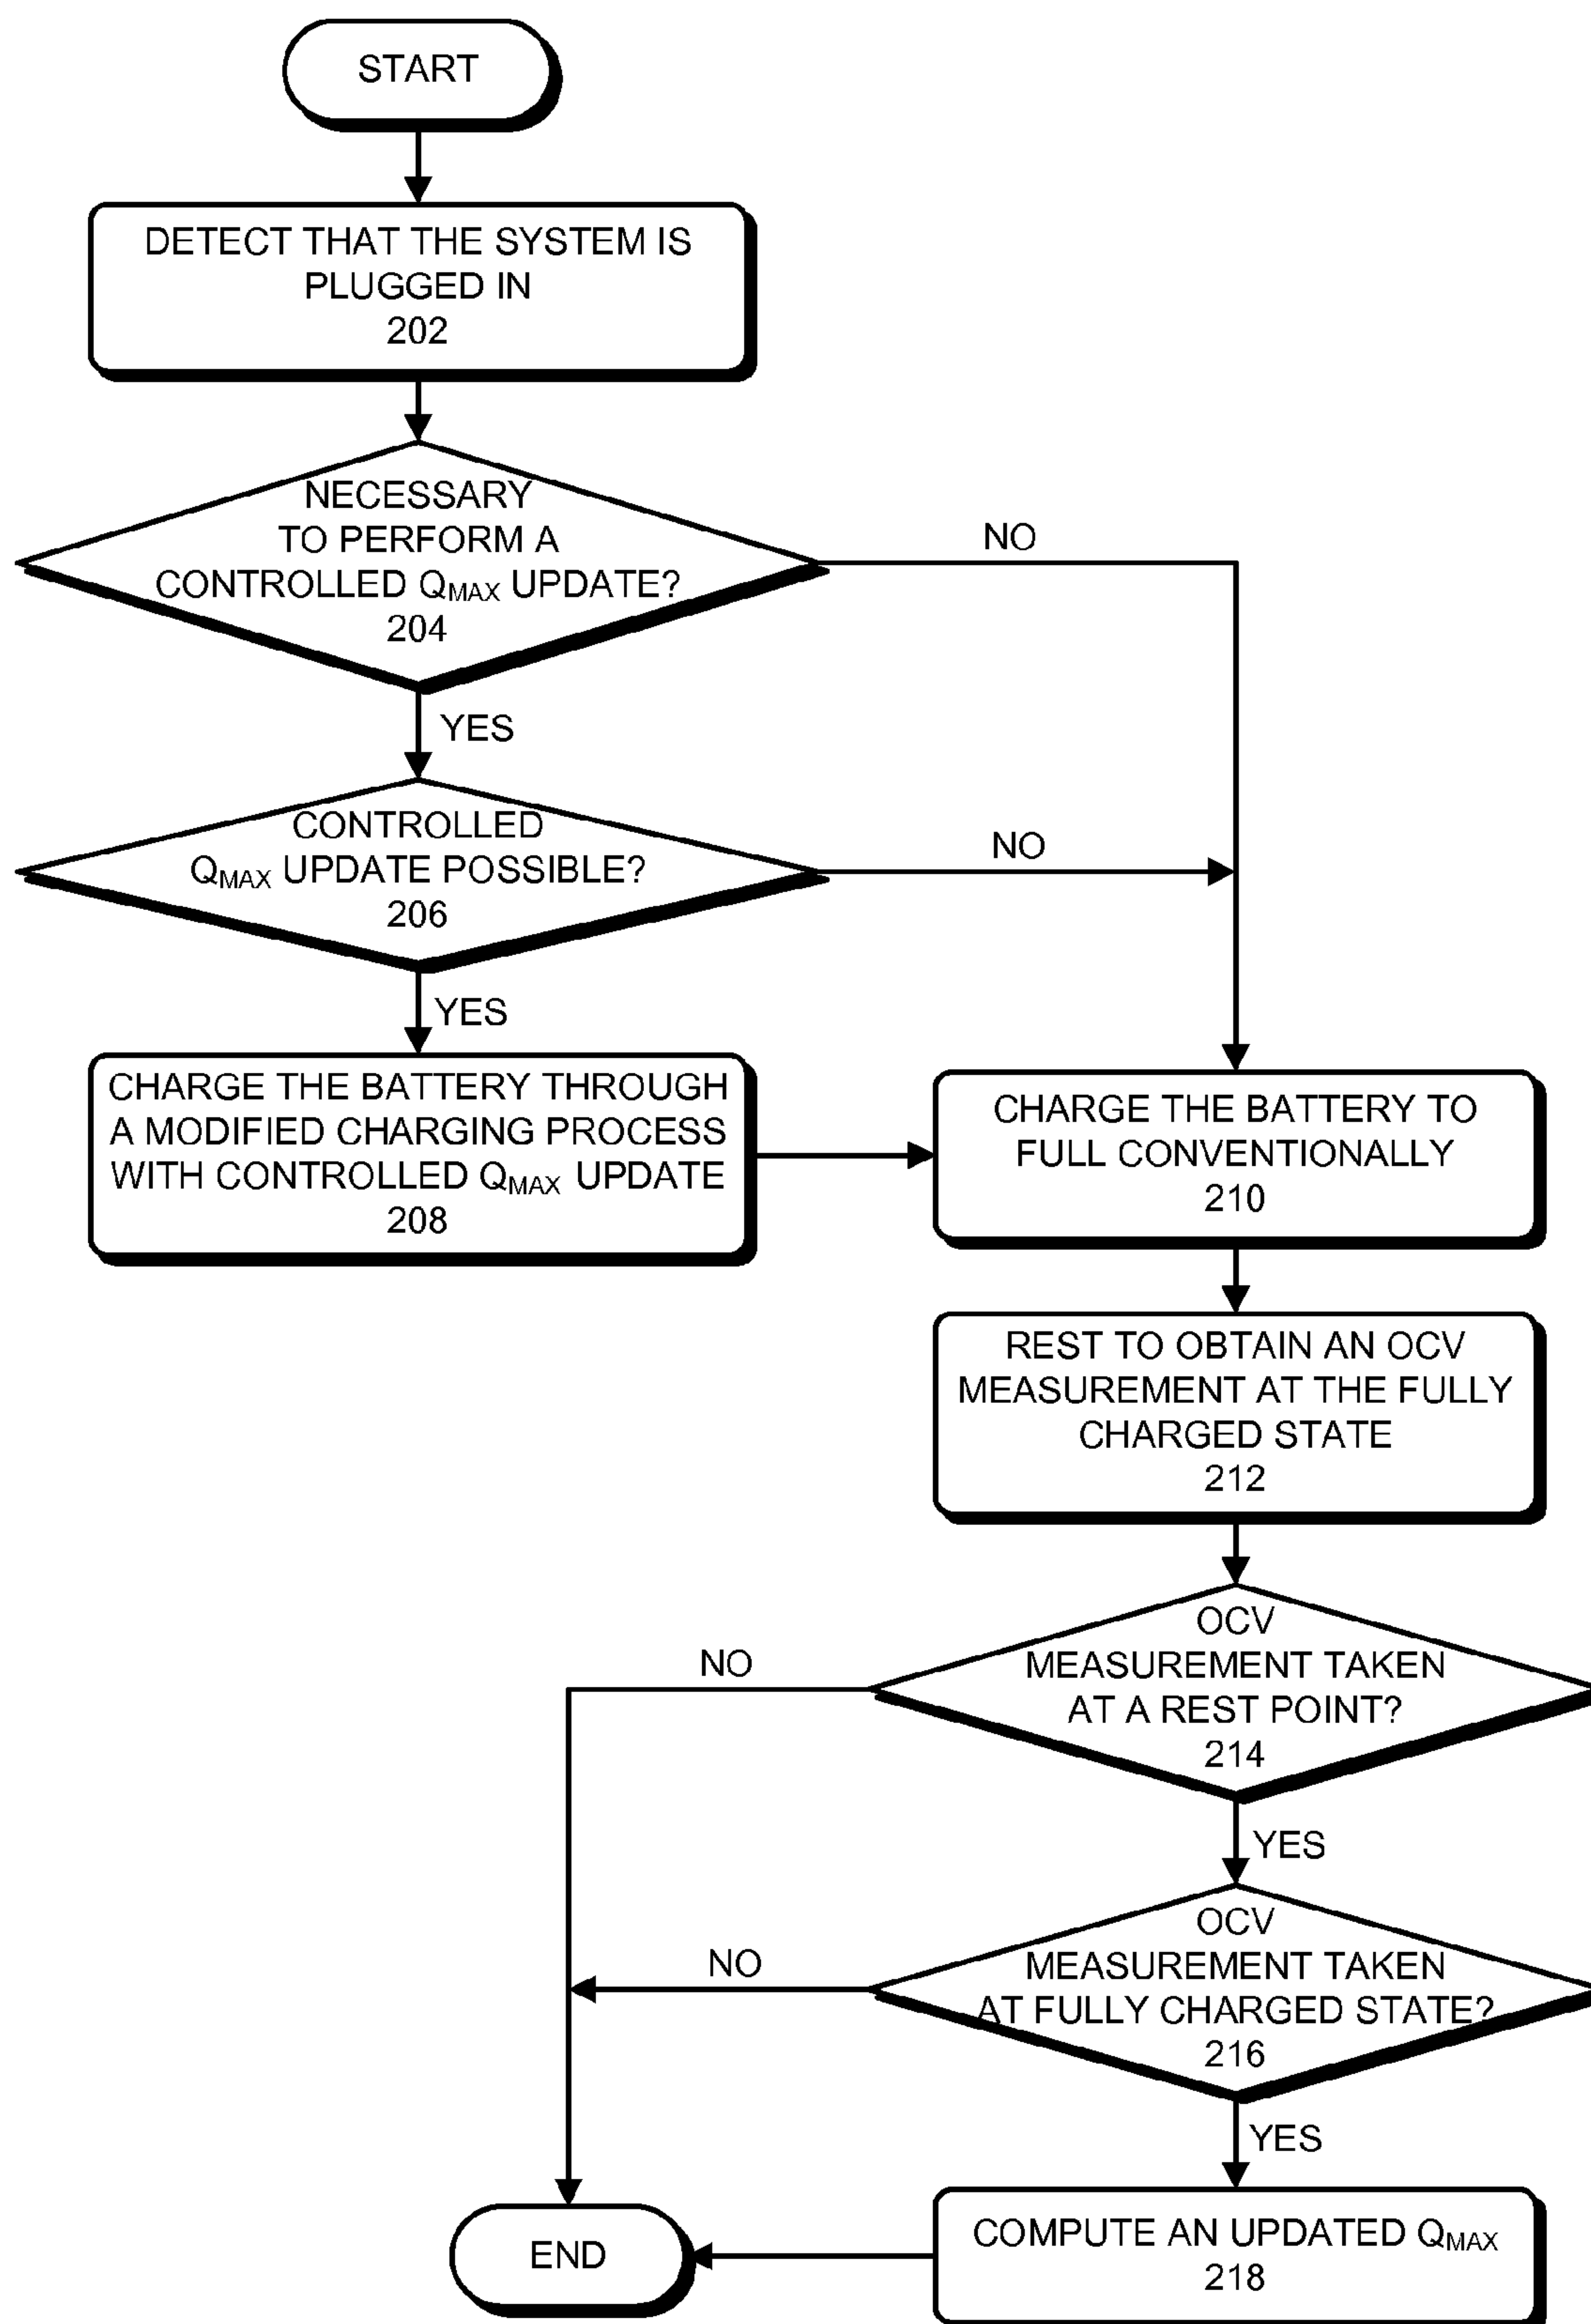 START
DETECT THAT THE SYSTEM IS
PLUGGED IN
202
NECESSARY
TO PERFORM A
CONTROLLED QMAX UPDATE?
204
NO
YES
CONTROLLED
QMAX UPDATE POSSIBLE?
206
NO
YES
CHARGE THE BATTERY THROUGH
A MODIFIED CHARGING PROCESS
WITH CONTROLLED QMAX UPDATE
208
CHARGE THE BATTERY TO
FULL CONVENTIONALLY
210
REST TO OBTAIN AN OCV
MEASUREMENT AT THE FULLY
CHARGED STATE
212
OCV
MEASUREMENT TAKEN
AT A REST POINT?
214
NO
YES
OCV
MEASUREMENT TAKEN
AT FULLY CHARGED STATE?
216
NO
YES
COMPUTE AN UPDATED QMAX
218
END